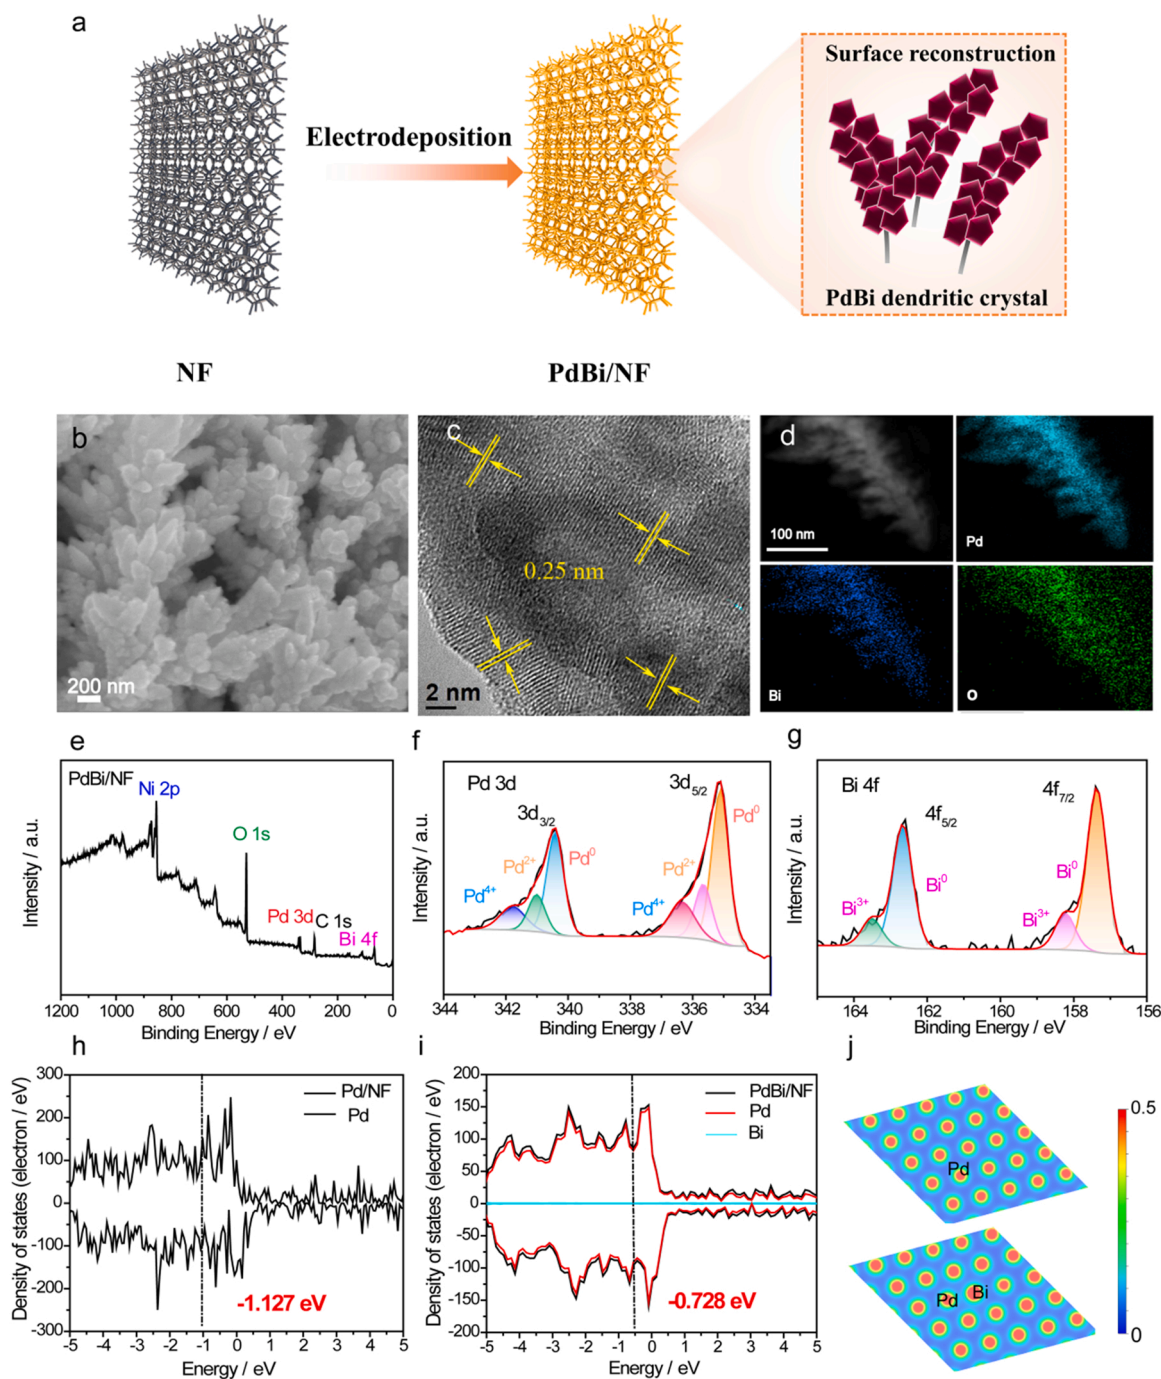 a
Surface reconstruction
Electrodeposition
PdBi dendritic crystal
NF
PdBi/NF
b
200 nm
c
0.25 nm
2 nm
d
100 nm
Pd
Bi
O
e
PdBi/NF
Ni 2p
O 1s
Pd 3d
C 1s
Bi 4f
Intensity / a.u.
1200 1000 800 600 400 200 0
Binding Energy / eV
f
Pd 3d
3d3/2
3d5/2
Pd0
Pd2+
Pd0
Pd2+
Pd4+
Pd4+
Intensity / a.u.
344 342 340 338 336 334
Binding Energy / eV
g
Bi 4f
4f5/2
4f7/2
Bi0
Bi0
Bi3+
Bi3+
Intensity / a.u.
164 162 160 158 156
Binding Energy / eV
h
Density of states (electron / eV)
300
200
100
0
-100
-200
-300
Pd/NF
Pd
-1.127 eV
-5 -4 -3 -2 -1 0 1 2 3 4 5
Energy / eV
i
Density of states (electron / eV)
200
150
100
50
0
-50
-100
-150
-200
PdBi/NF
Pd
Bi
-0.728 eV
-5 -4 -3 -2 -1 0 1 2 3 4 5
Energy / eV
j
Pd
Pd Bi
0.5
0